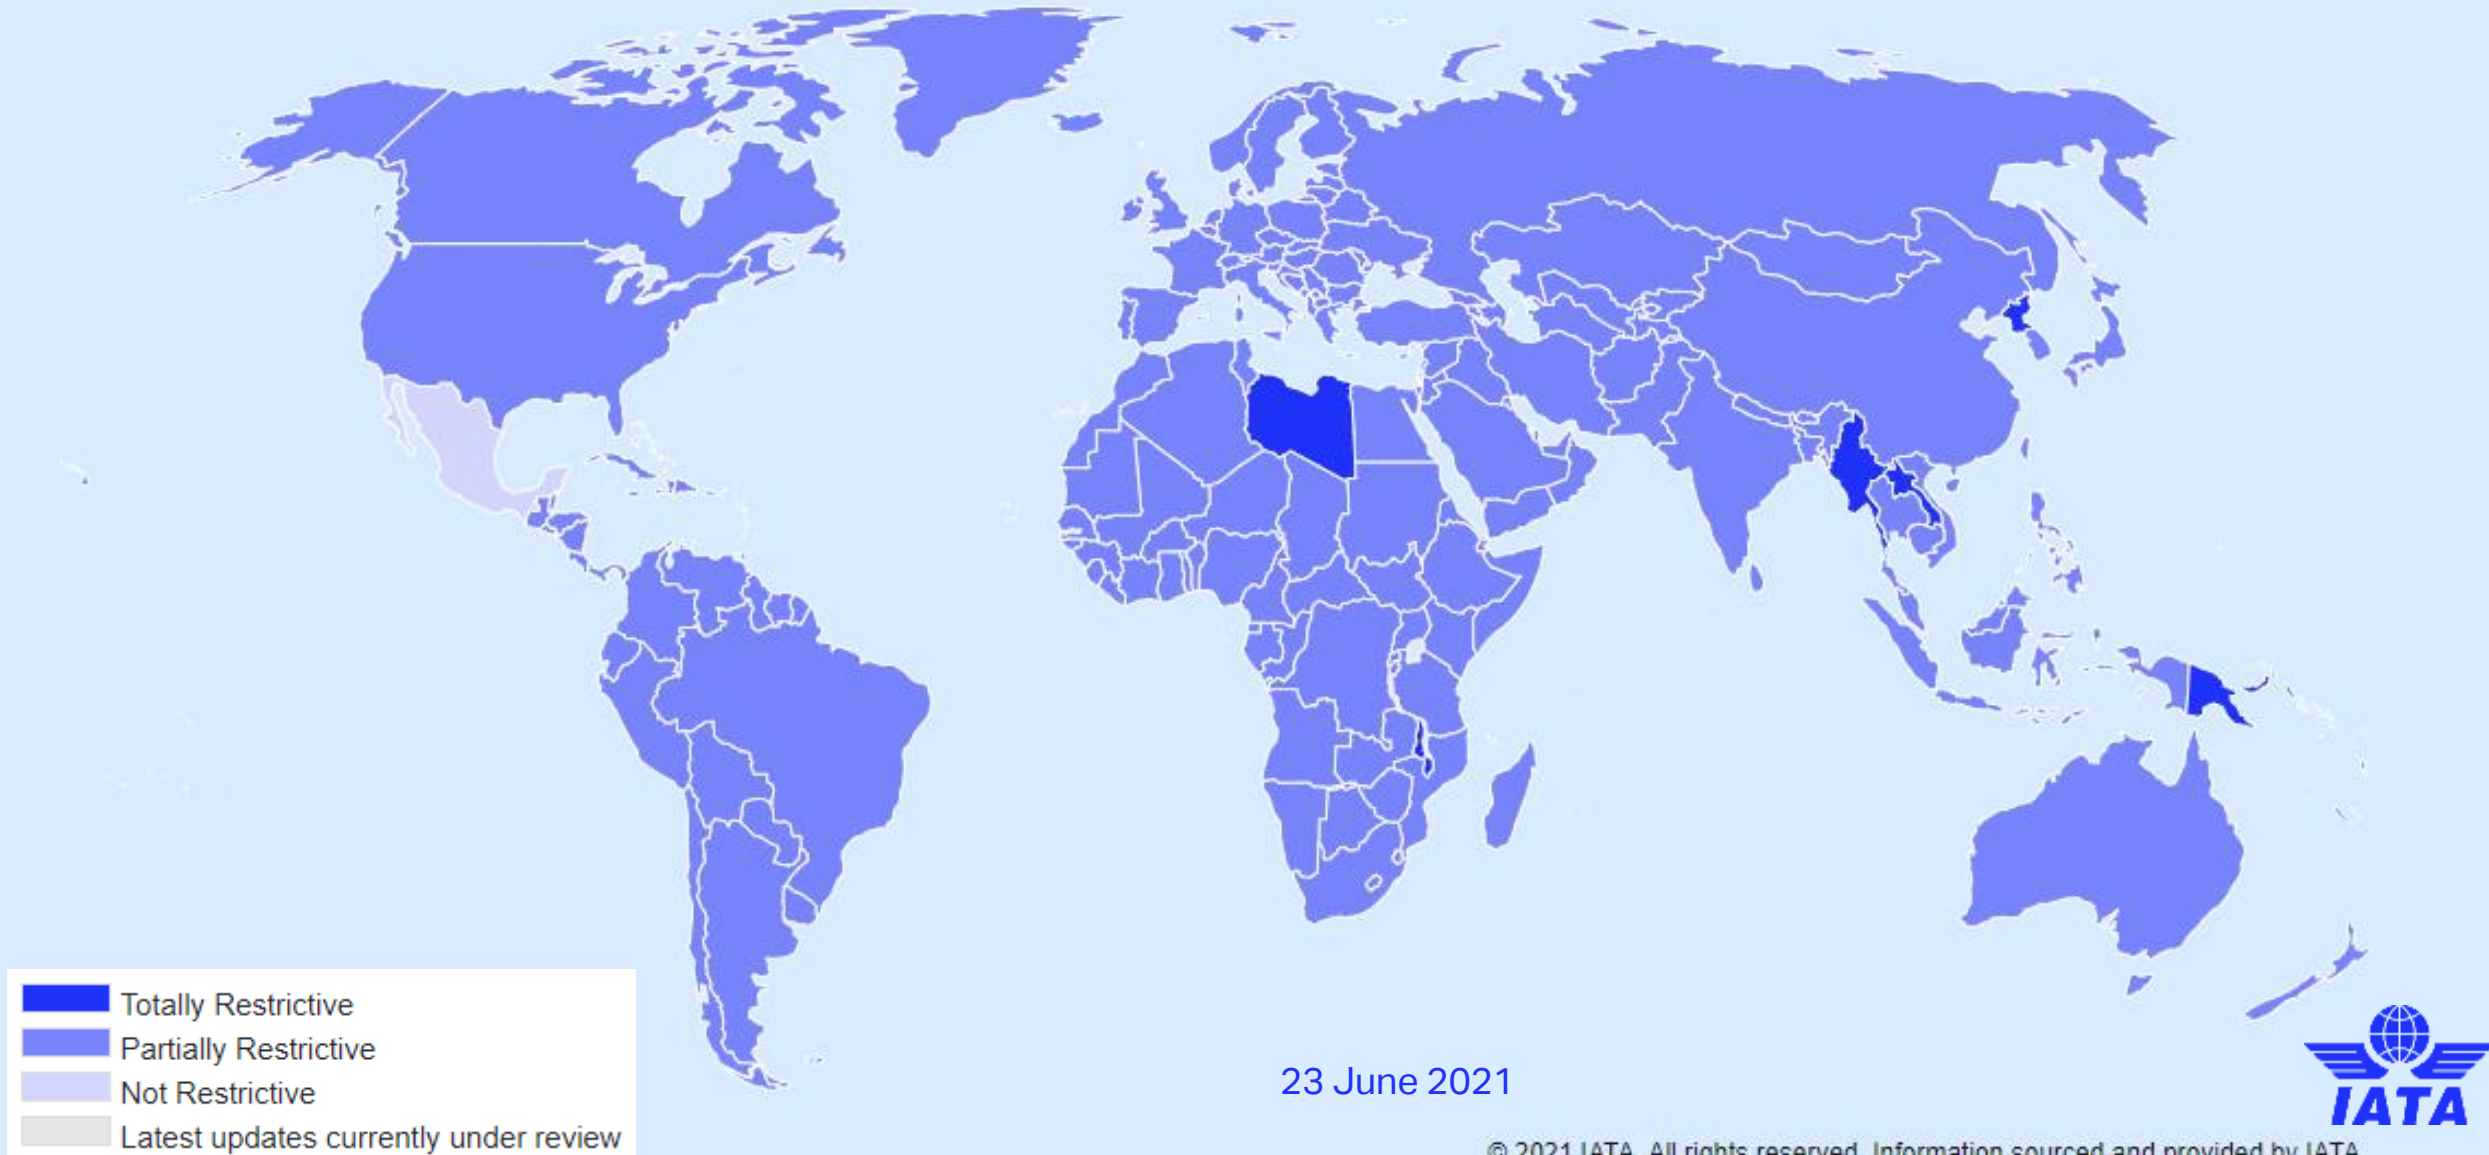 Totally Restrictive
Partially Restrictive
Not Restrictive
Latest updates currently under review
23 June 2021
IATA
© 2021 IATA. All rights reserved. Information sourced and provided by IATA